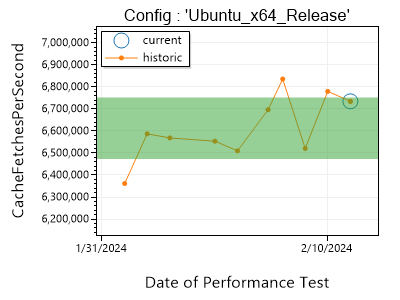 Config : 'Ubuntu_x64_Release'
CacheFetchesPerSecond
7,000,000
6,900,000
6,800,000
6,700,000
6,600,000
6,500,000
6,400,000
6,300,000
6,200,000
current
historic
1/31/2024
2/10/2024
Date of Performance Test